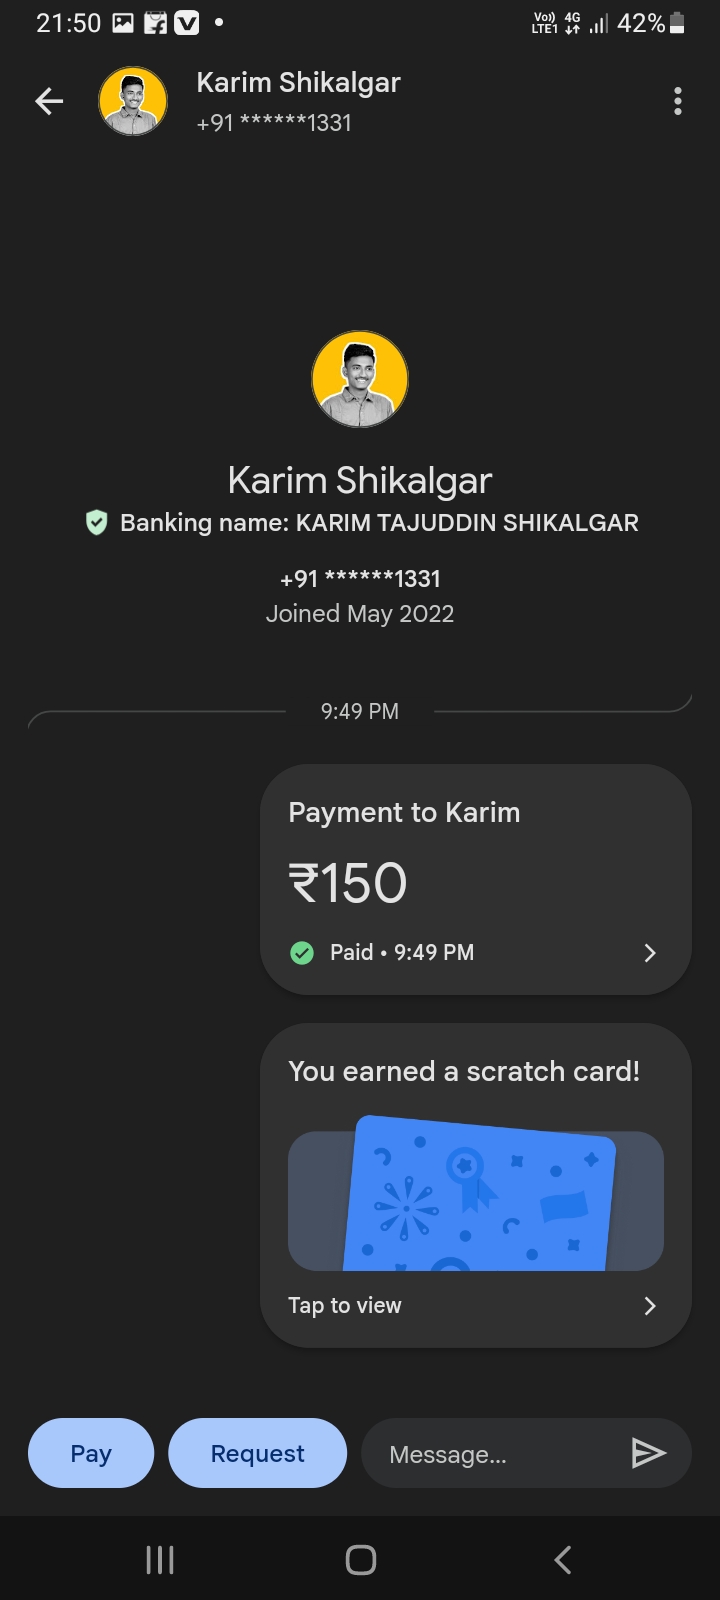 21:50 Vo)) LTE1 4G 42%
Karim Shikalgar
+91 ******1331
Karim Shikalgar
Banking name: KARIM TAJUDDIN SHIKALGAR
+91 ******1331
Joined May 2022
9:49 PM
Payment to Karim
₹150
Paid • 9:49 PM
You earned a scratch card!
Tap to view
Pay Request Message...